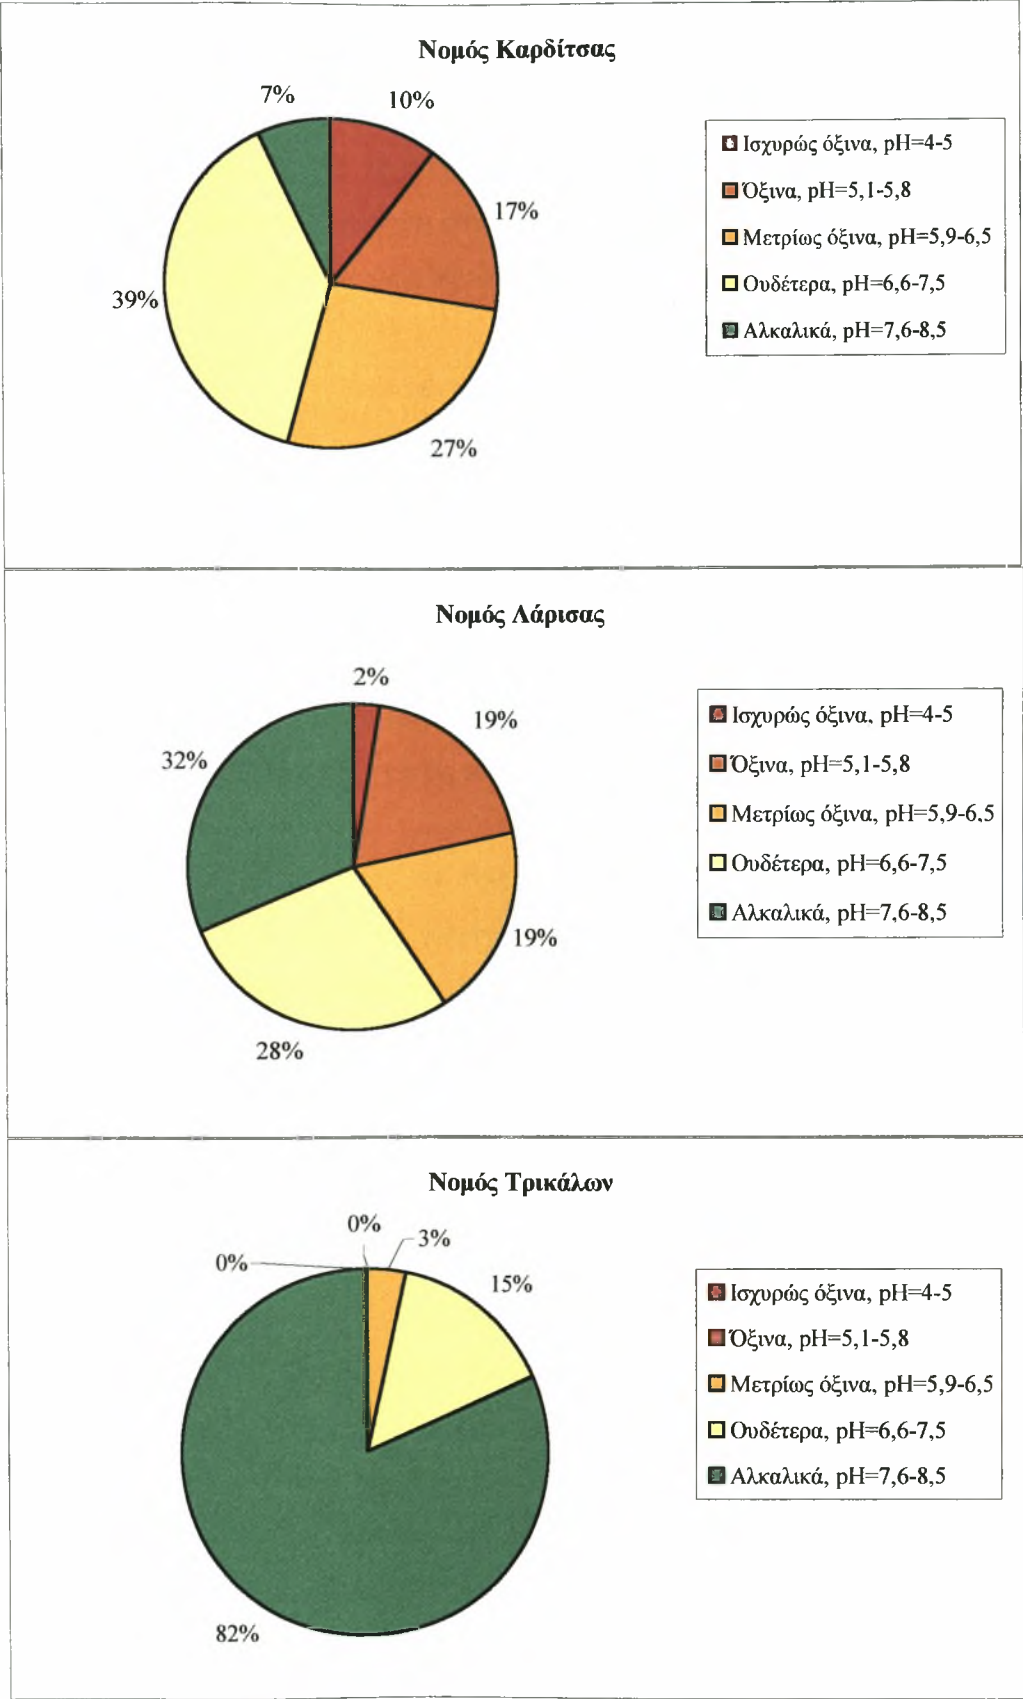 Νομός Καρδίτσας
7%
10%
17%
39%
27%
Ισχυρώς όξινα, pH=4-5
Όξινα, pH=5,1-5,8
Μετρίως όξινα, pH=5,9-6,5
Ουδέτερα, pH=6,6-7,5
Αλκαλικά, pH=7,6-8,5
Νομός Λάρισας
2%
19%
32%
19%
28%
Ισχυρώς όξινα, pH=4-5
Όξινα, pH=5,1-5,8
Μετρίως όξινα, pH=5,9-6,5
Ουδέτερα, pH=6,6-7,5
Αλκαλικά, pH=7,6-8,5
Νομός Τρικάλων
0%
3%
0%
15%
82%
Ισχυρώς όξινα, pH=4-5
Όξινα, pH=5,1-5,8
Μετρίως όξινα, pH=5,9-6,5
Ουδέτερα, pH=6,6-7,5
Αλκαλικά, pH=7,6-8,5